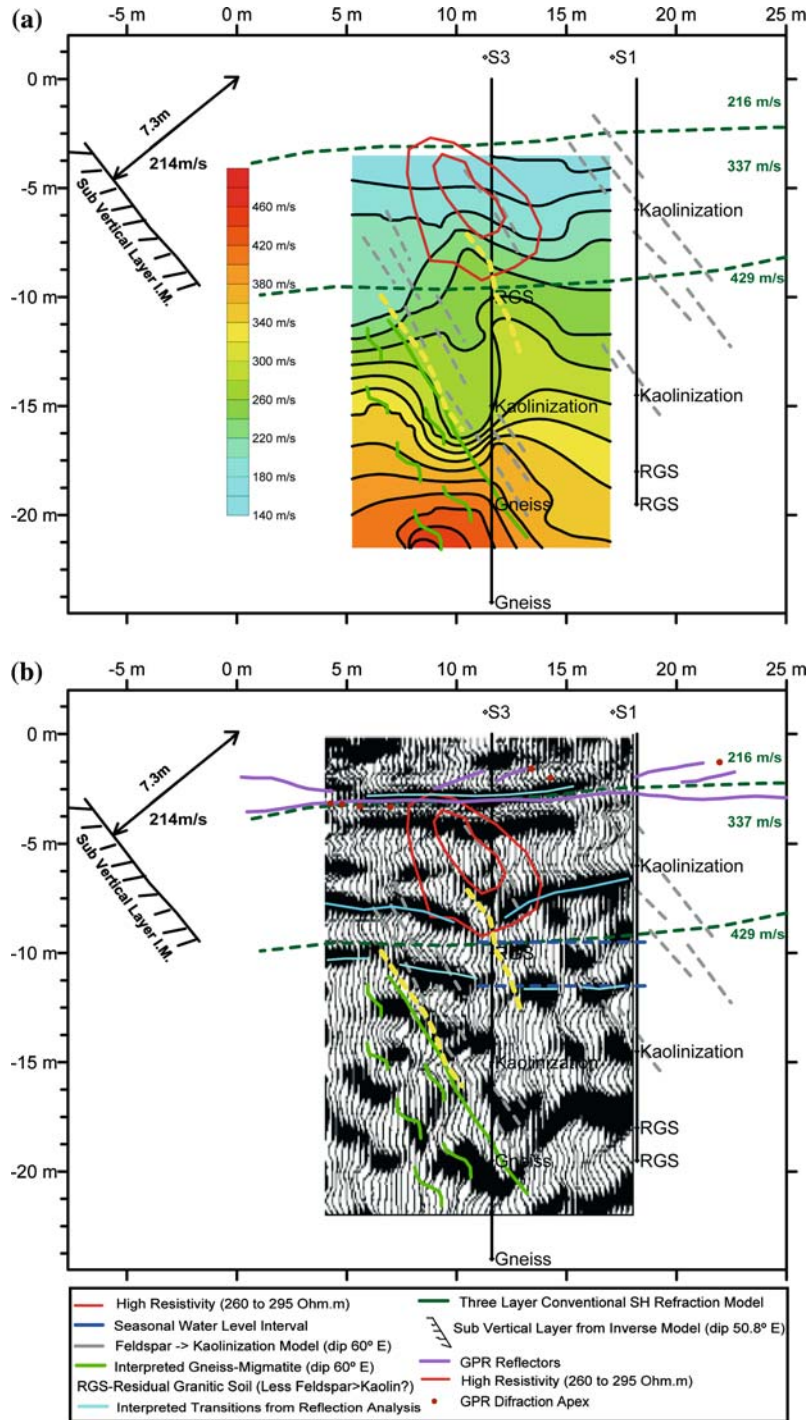 (a)
-5 m
0 m
5 m
10 m
15 m
20 m
25 m
0 m
-5 m
-10 m
-15 m
-20 m
S3
S1
7.3m
214m/s
Sub Vertical Layer I.M.
216 m/s
337 m/s
429 m/s
460 m/s
420 m/s
380 m/s
340 m/s
300 m/s
260 m/s
220 m/s
180 m/s
140 m/s
Kaolinization
RGS
Kaolinization
Kaolinization
RGS
Gneiss
RGS
Gneiss
(b)
-5 m
0 m
5 m
10 m
15 m
20 m
25 m
0 m
-5 m
-10 m
-15 m
-20 m
S3
S1
7.3m
214m/s
Sub Vertical Layer I.M.
216 m/s
337 m/s
429 m/s
Kaolinization
RGS
Kaolinization
Kaolinization
RGS
Gneiss
RGS
Gneiss
High Resistivity (260 to 295 Ohm.m)
Seasonal Water Level Interval
Feldspar -> Kaolinization Model (dip 60º E)
Interpreted Gneiss-Migmatite (dip 60º E)
RGS-Residual Granitic Soil (Less Feldspar>Kaolin?)
Interpreted Transitions from Reflection Analysis
Three Layer Conventional SH Refraction Model
Sub Vertical Layer from Inverse Model (dip 50.8º E)
GPR Reflectors
High Resistivity (260 to 295 Ohm.m)
GPR Difraction Apex